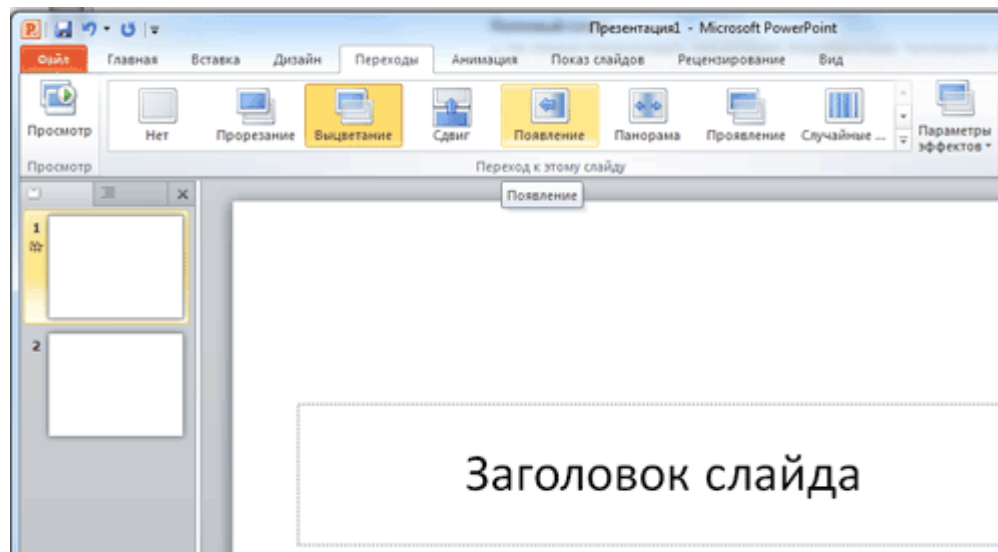 Презентация1 - Microsoft PowerPoint
Файл Главная Вставка Дизайн Переходы Анимация Показ слайдов Рецензирование Вид
Просмотр Нет Прорезание Выцветание Сдвиг Появление Панорама Проявление Случайные ... Параметры эффектов
Просмотр Переход к этому слайду
Появление
1
2
Заголовок слайда